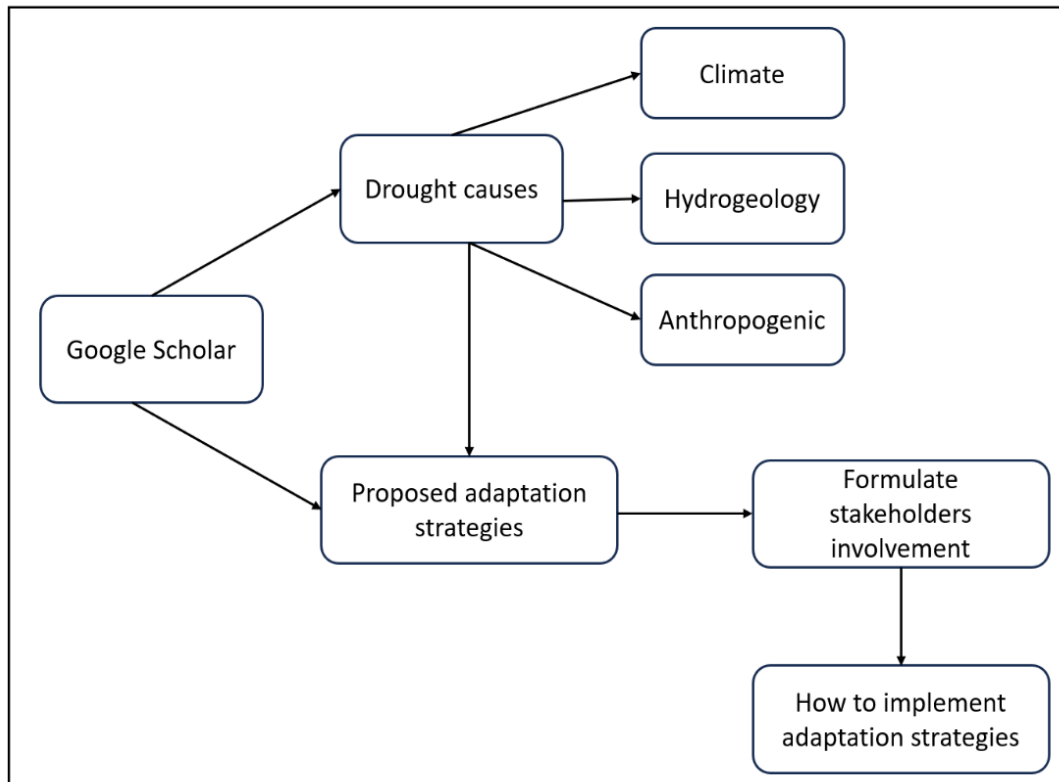 Climate
Drought causes
Hydrogeology
Anthropogenic
Google Scholar
Proposed adaptation
strategies
Formulate
stakeholders
involvement
How to implement
adaptation strategies